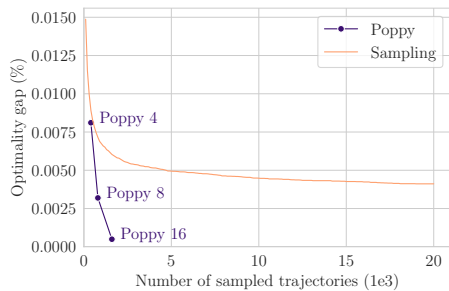 0.0150
0.0125
0.0100
0.0075
0.0050
0.0025
0.0000
Optimality gap (%)
Poppy
Sampling
Poppy 4
Poppy 8
Poppy 16
0 5 10 15 20
Number of sampled trajectories (1e3)